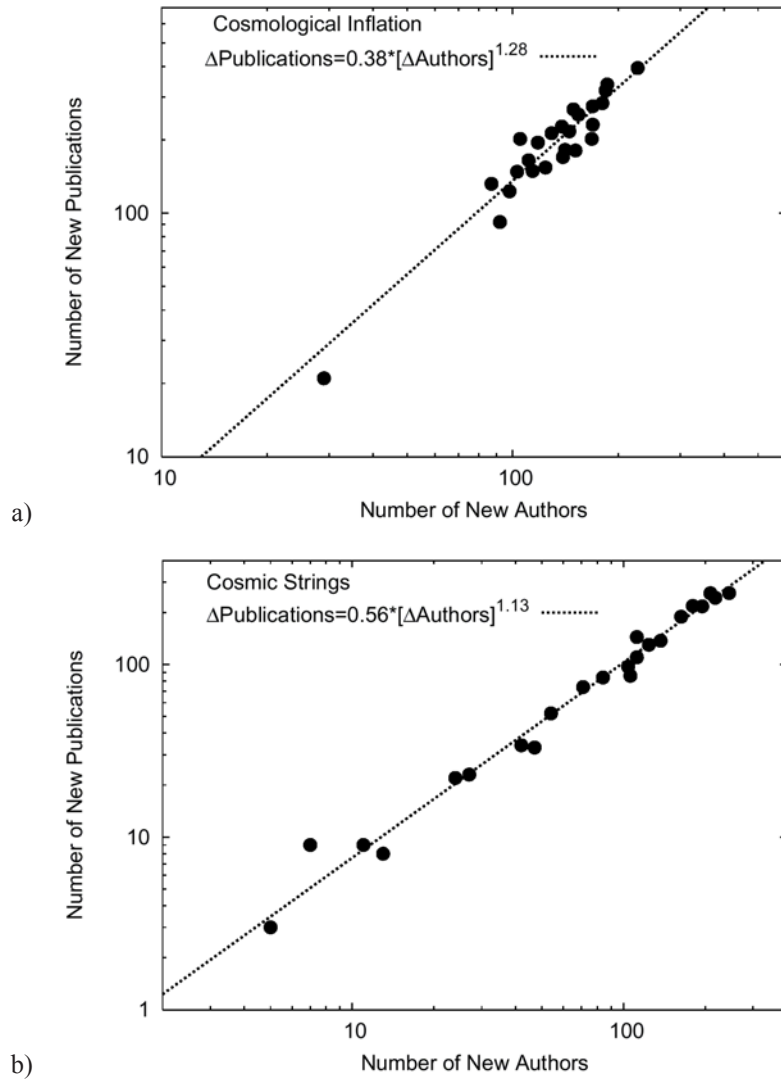 Cosmological Inflation
ΔPublications=0.38*[ΔAuthors]^1.28
Number of New Publications
100
10
10
100
Number of New Authors
a)
Cosmic Strings
ΔPublications=0.56*[ΔAuthors]^1.13
Number of New Publications
100
10
1
10
100
Number of New Authors
b)